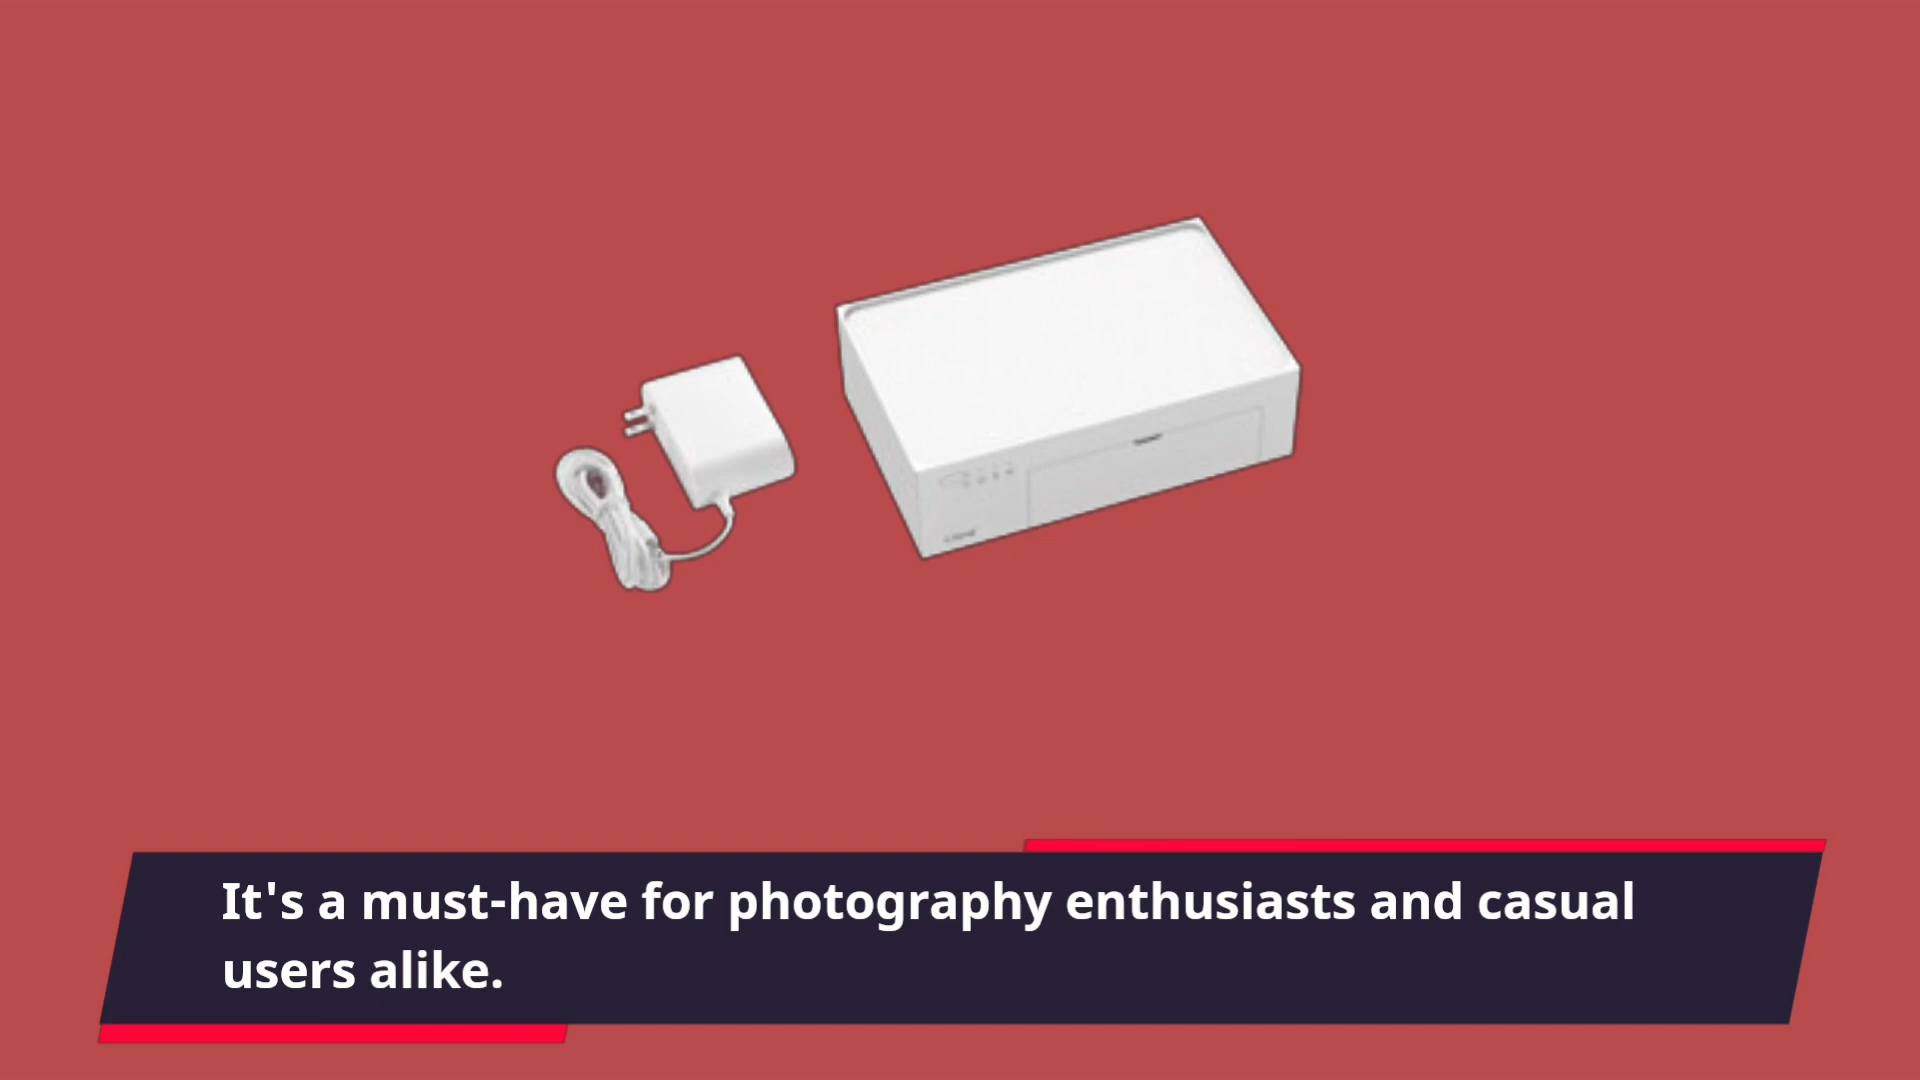 It's a must-have for photography enthusiasts and casual
users alike.